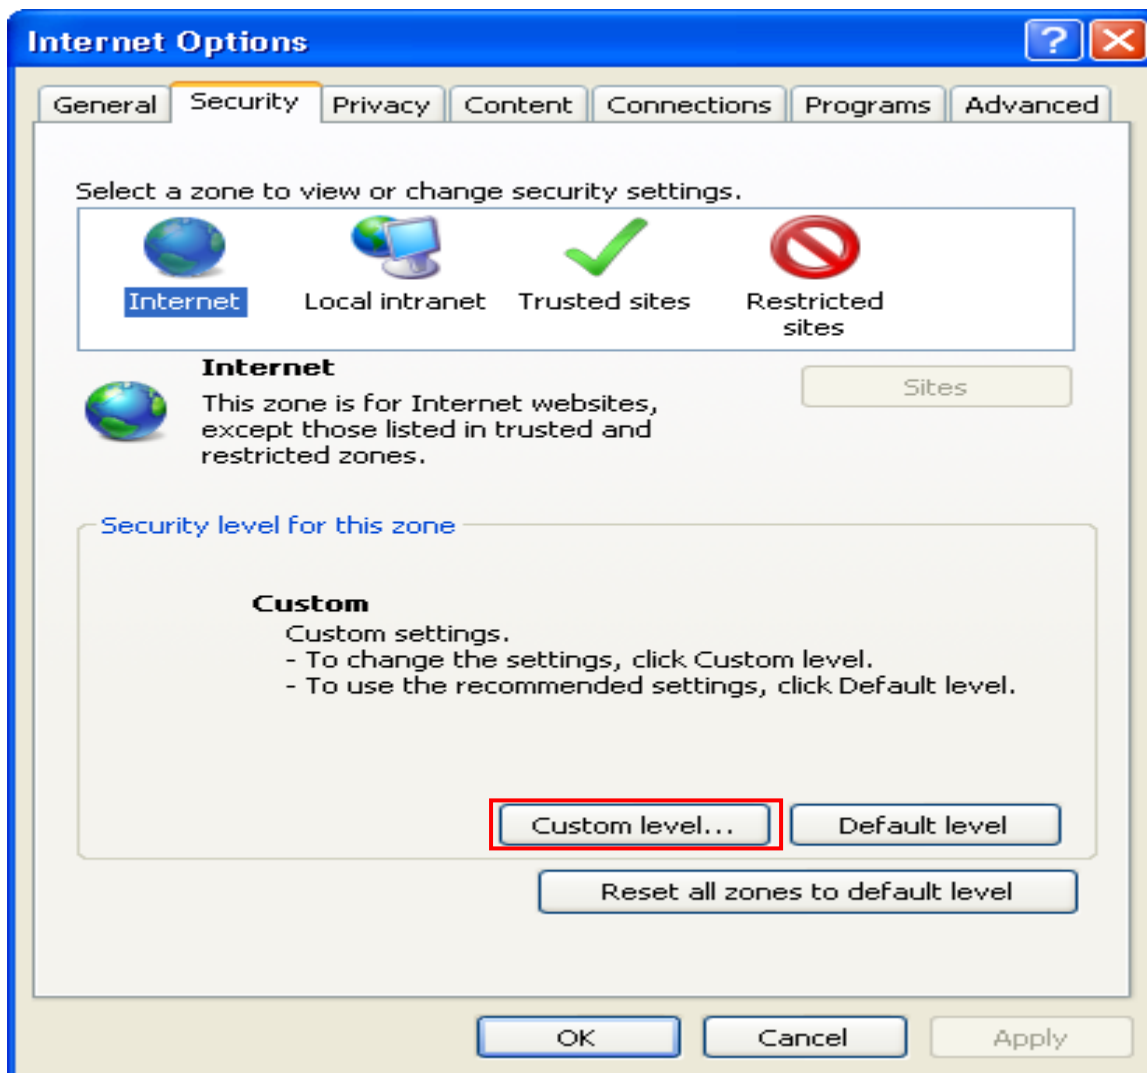 Internet Options
General Security Privacy Content Connections Programs Advanced
Select a zone to view or change security settings.
Internet Local intranet Trusted sites Restricted
sites
Internet
Sites
This zone is for Internet websites,
except those listed in trusted and
restricted zones.
Security level for this zone
Custom
Custom settings.
- To change the settings, click Custom level.
- To use the recommended settings, click Default level.
Custom level... Default level
Reset all zones to default level
OK Cancel Apply